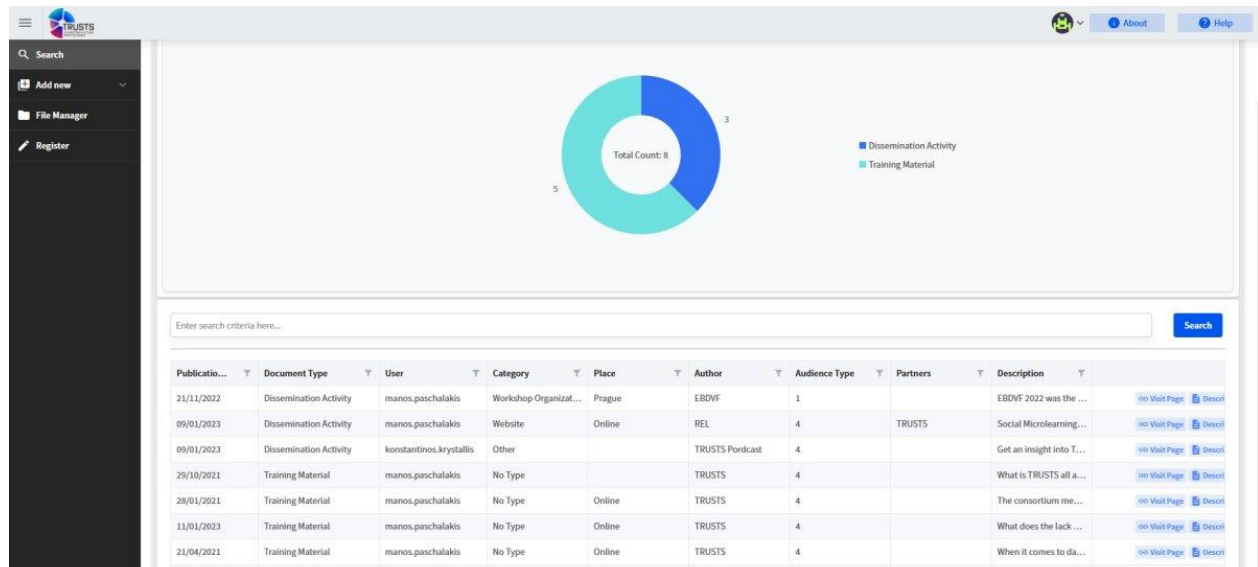 TRUSTS
About
Help
Search
Add new
File Manager
Register
3
Total Count: 8
5
Dissemination Activity
Training Material
Enter search criteria here...
Search
Publicatio... Document Type User Category Place Author Audience Type Partners Description
21/11/2022 Dissemination Activity manos.paschalakis Workshop Organizat... Prague EBDVF 1 EBDVF 2022 was the ... Visit Page Descri
09/01/2023 Dissemination Activity manos.paschalakis Website Online REL 4 TRUSTS Social Microlearning... Visit Page Descri
09/01/2023 Dissemination Activity konstantinos.krystallis Other TRUSTS Pordcast 4 Get an insight into T... Visit Page Descri
29/10/2021 Training Material manos.paschalakis No Type TRUSTS 4 What is TRUSTS all a... Visit Page Descri
28/01/2021 Training Material manos.paschalakis No Type Online TRUSTS 4 The consortium me... Visit Page Descri
11/01/2023 Training Material manos.paschalakis No Type Online TRUSTS 4 What does the lack ... Visit Page Descri
21/04/2021 Training Material manos.paschalakis No Type Online TRUSTS 4 When it comes to da... Visit Page Descri